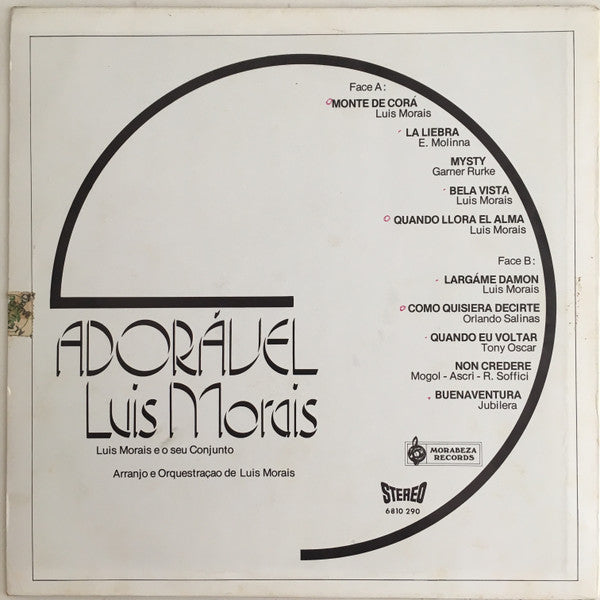 Face A:
MONTE DE CORÁ
Luis Morais
LA LIEBRA
E. Molinna
MYSTY
Garner Rurke
BELA VISTA
Luis Morais
QUANDO LLORA EL ALMA
Luis Morais
Face B:
LARGÁME DAMON
Luis Morais
COMO QUISIERA DECIRTE
Orlando Salinas
QUANDO EU VOLTAR
Tony Oscar
NON CREDERE
Mogol - Ascri - R. Soffici
BUENAVENTURA
Jubilera
ADORÁVEL
Luis Morais
Luis Morais e o seu Conjunto
Arranjo e Orquestraçao de Luis Morais
MORABEZA
RECORDS
STEREO
6810 290